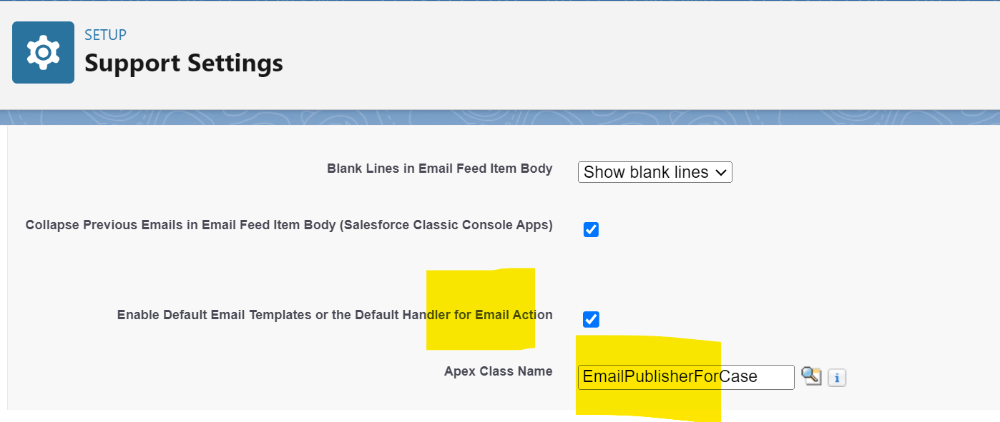 SETUP
Support Settings
Blank Lines in Email Feed Item Body
Show blank lines
Collapse Previous Emails in Email Feed Item Body (Salesforce Classic Console Apps)
Enable Default Email Templates or the Default Handler for Email Action
Apex Class Name
EmailPublisherForCase
i